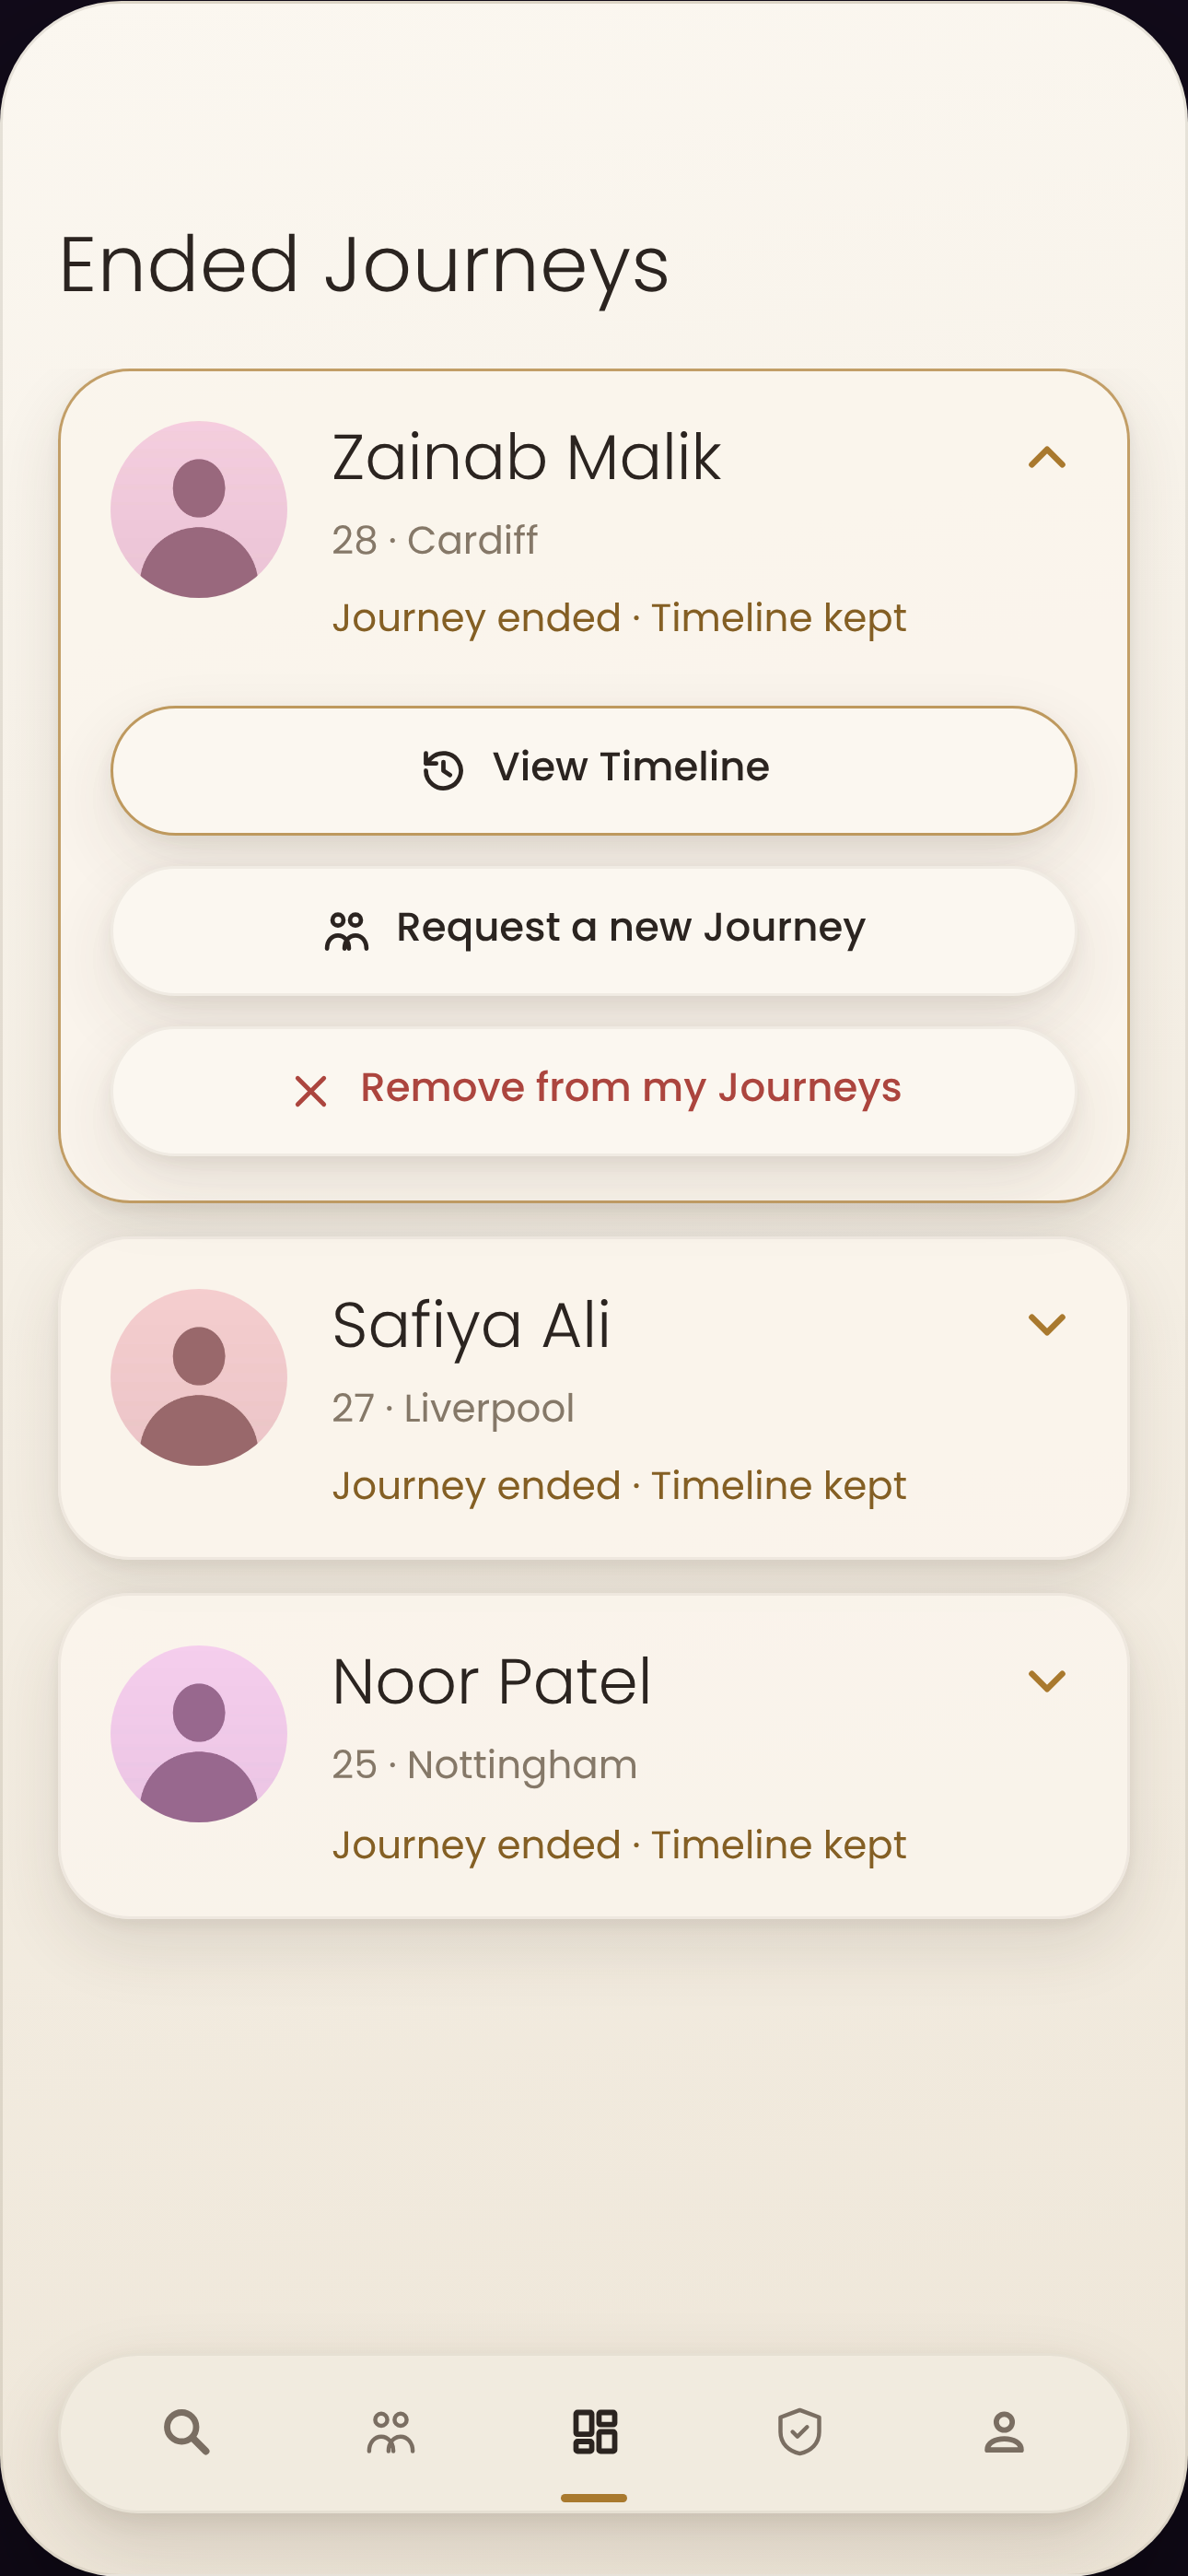 Ended Journeys
Zainab Malik
28 · Cardiff
Journey ended · Timeline kept
View Timeline
Request a new Journey
Remove from my Journeys
Safiya Ali
27 · Liverpool
Journey ended · Timeline kept
Noor Patel
25 · Nottingham
Journey ended · Timeline kept